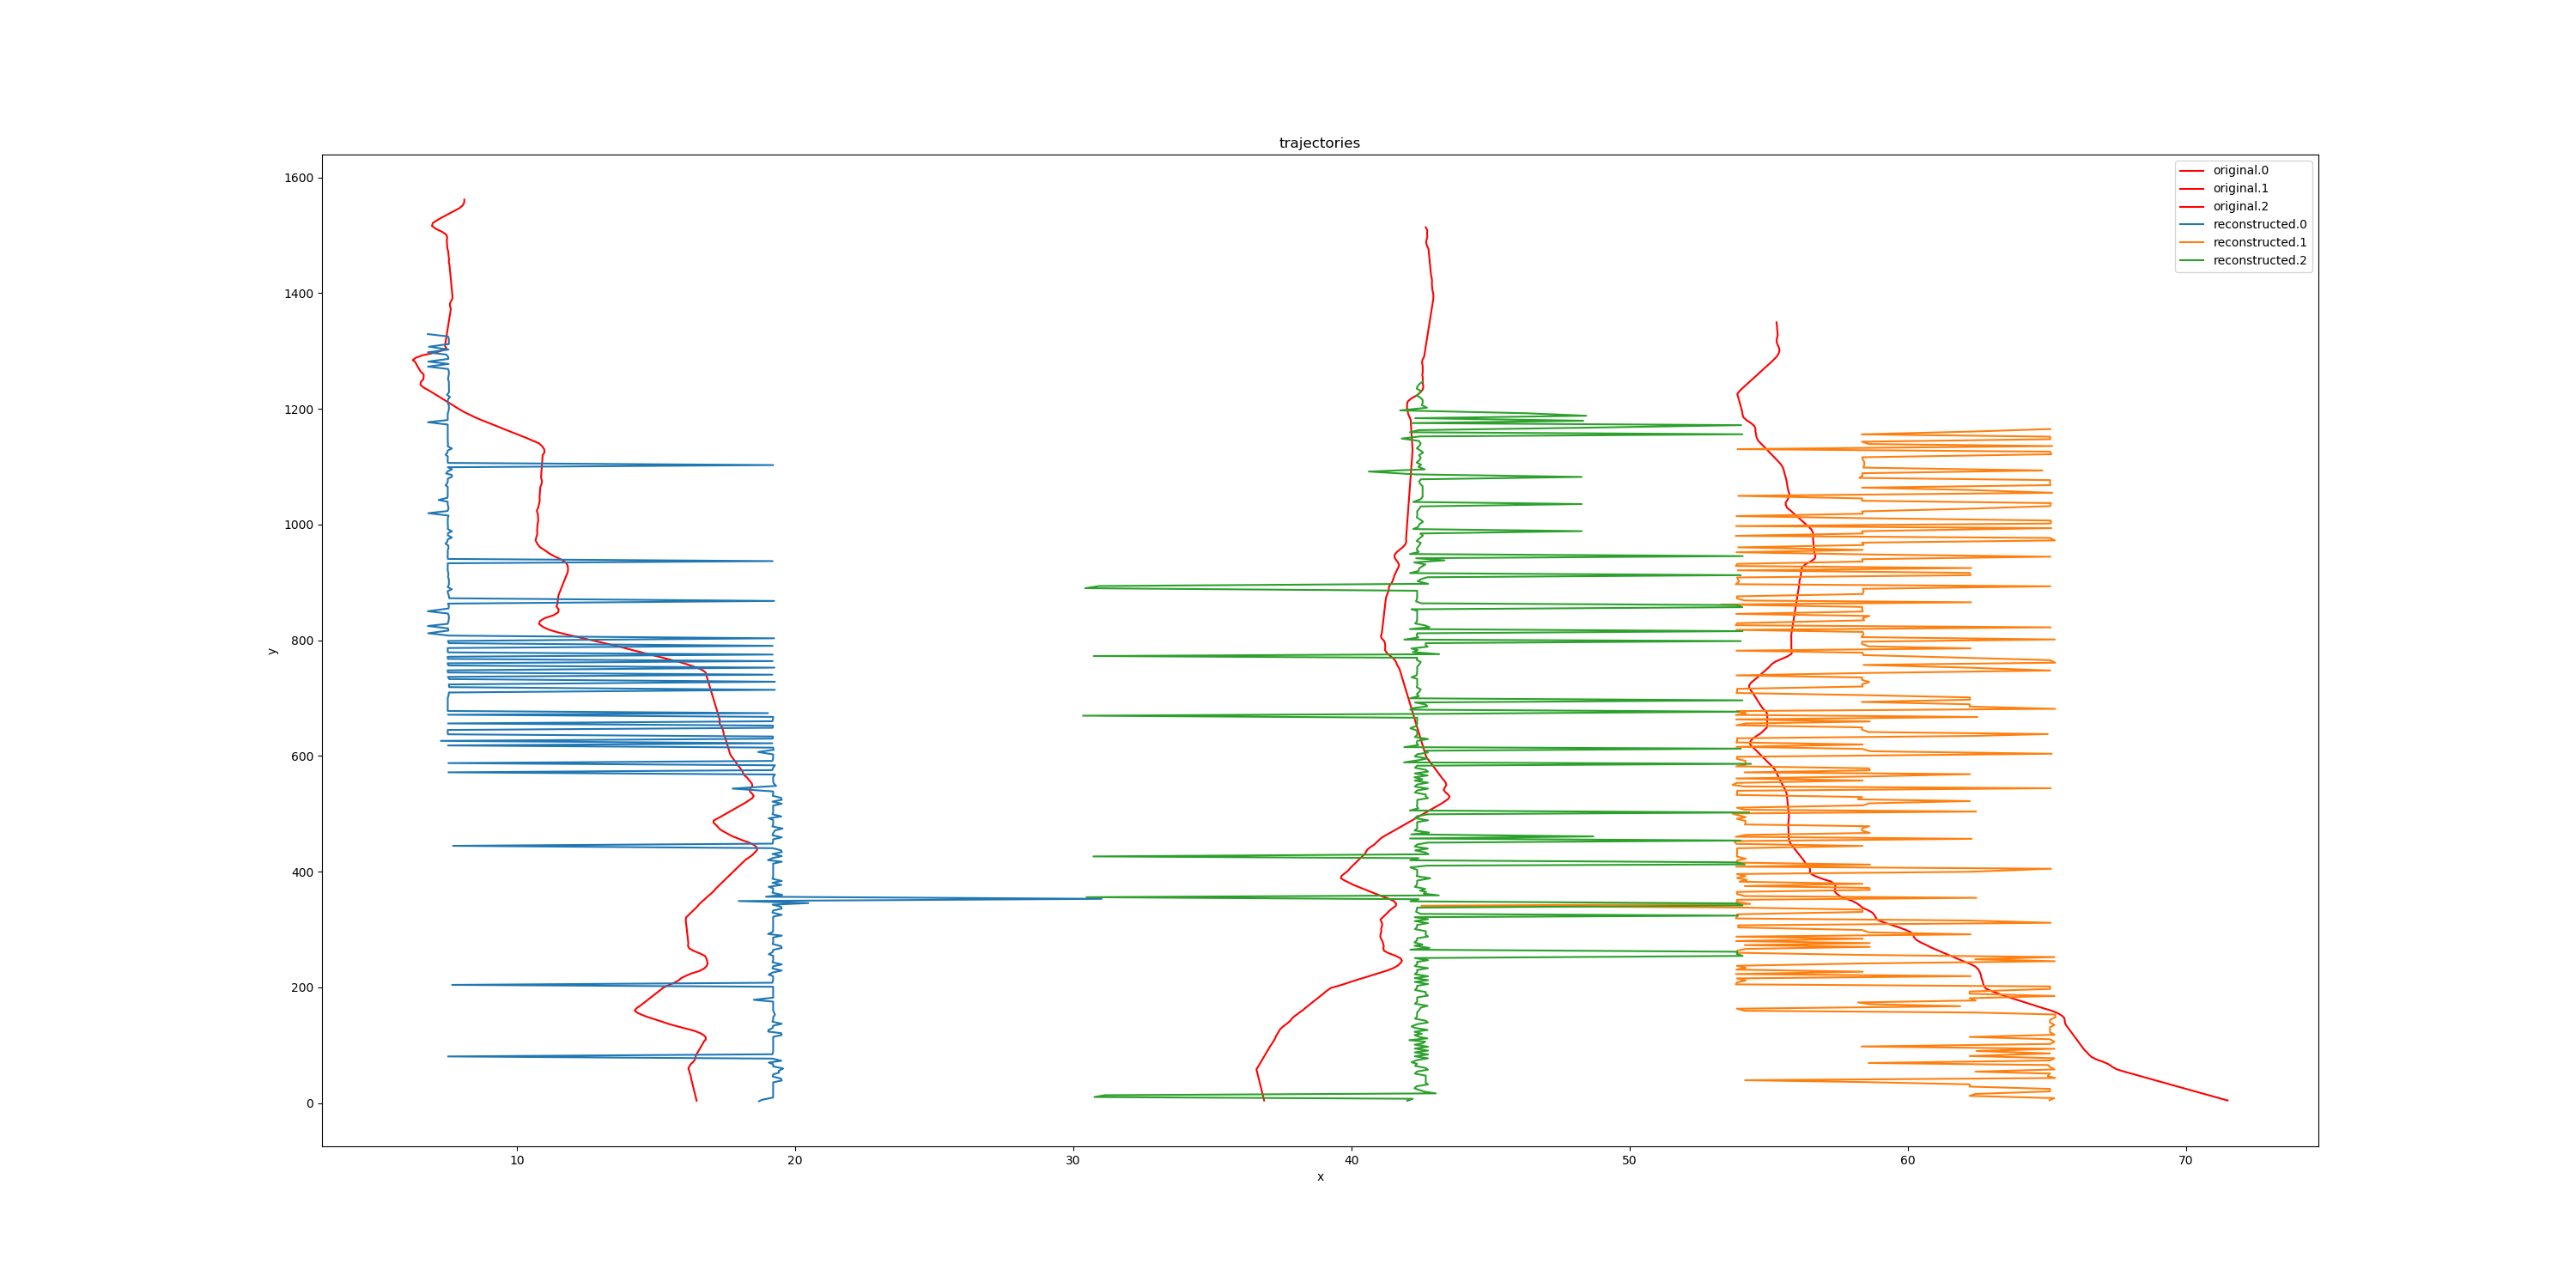 trajectories
1600
1400
1200
1000
800
600
400
200
0
y
10 20 30 40 50 60 70
x
original.0
original.1
original.2
reconstructed.0
reconstructed.1
reconstructed.2